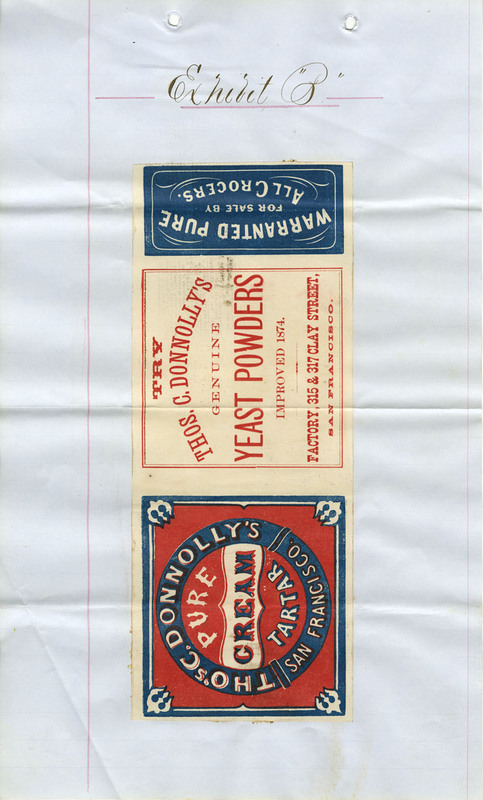 Exhibit "B"
WARRANTED PURE
FOR SALE BY
ALL GROCERS.
TRY
THOS. C. DONNOLLY'S
GENUINE
YEAST POWDERS
IMPROVED 1874.
FACTORY, 315 & 317 CLAY STREET,
SAN FRANCISCO.
THOS. C. DONNOLLY'S
PURE
CREAM
TARTAR
SAN FRANCISCO.